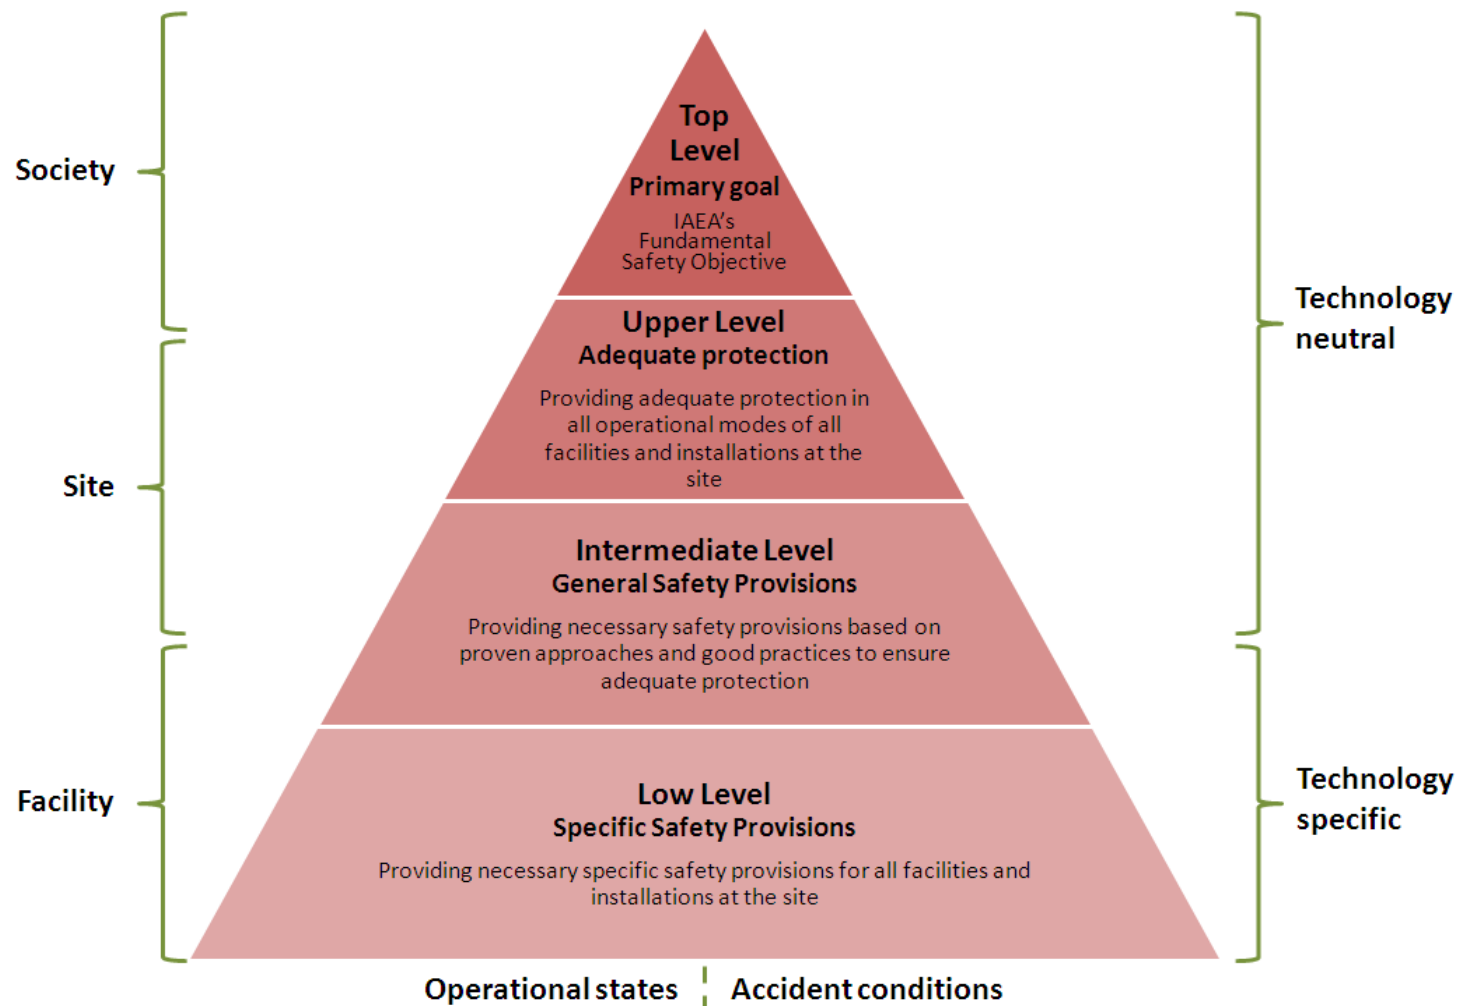 Society
Site
Facility
Top
Level
Primary goal
IAEA's
Fundamental
Safety Objective
Upper Level
Adequate protection
Providing adequate protection in
all operational modes of all
facilities and installations at the
site
Intermediate Level
General Safety Provisions
Providing necessary safety provisions based on
proven approaches and good practices to ensure
adequate protection
Low Level
Specific Safety Provisions
Providing necessary specific safety provisions for all facilities and
installations at the site
Technology
neutral
Technology
specific
Operational states
Accident conditions